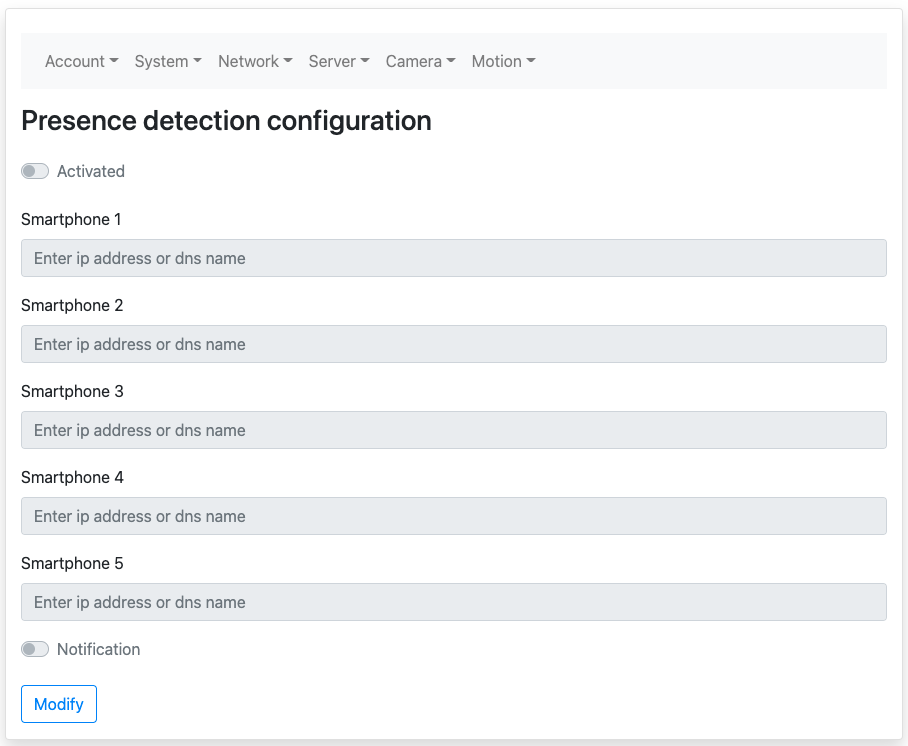 Account System Network Server Camera Motion
Presence detection configuration
Activated
Smartphone 1
Enter ip address or dns name
Smartphone 2
Enter ip address or dns name
Smartphone 3
Enter ip address or dns name
Smartphone 4
Enter ip address or dns name
Smartphone 5
Enter ip address or dns name
Notification
Modify